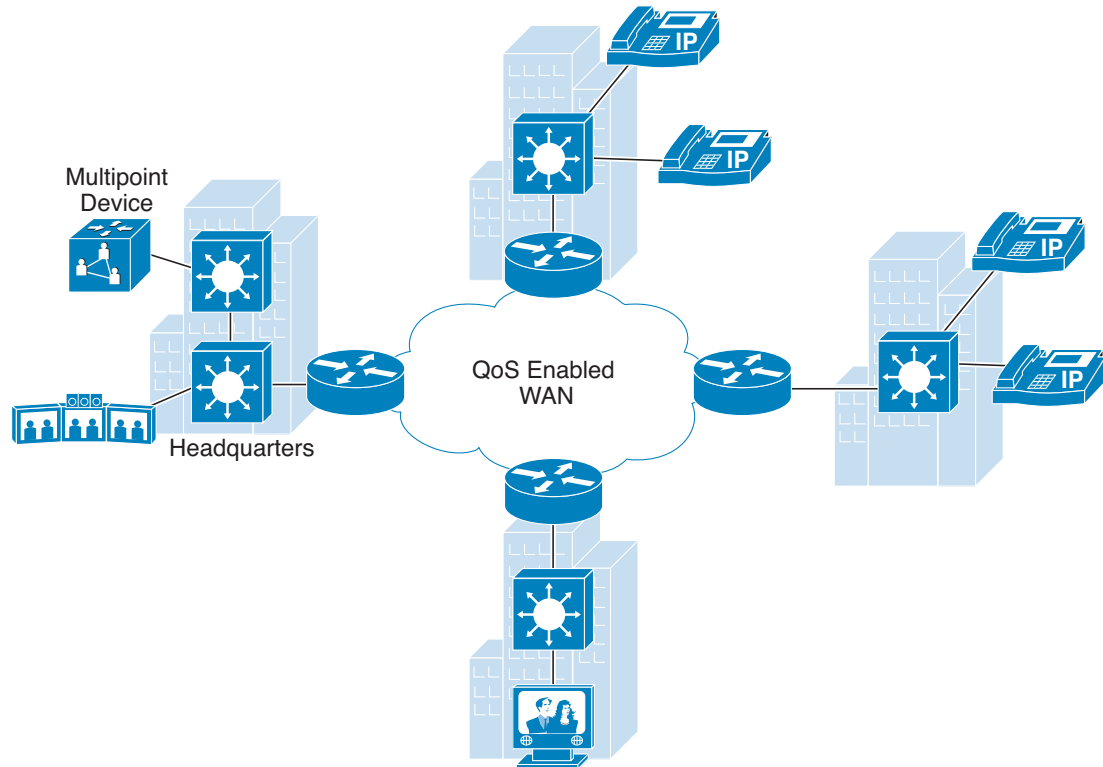 IP
IP
Multipoint
Device
IP
IP
QoS Enabled
WAN
Headquarters